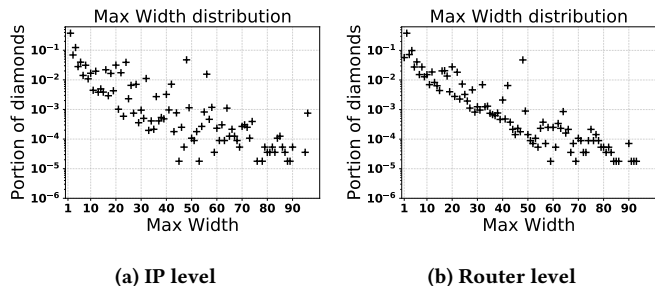 Max Width distribution
Portion of diamonds
10⁻¹
10⁻²
10⁻³
10⁻⁴
10⁻⁵
10⁻⁶
1 10 20 30 40 50 60 70 80 90
Max Width
(a) IP level
Max Width distribution
Portion of diamonds
10⁻¹
10⁻²
10⁻³
10⁻⁴
10⁻⁵
10⁻⁶
1 10 20 30 40 50 60 70 80 90
Max Width
(b) Router level